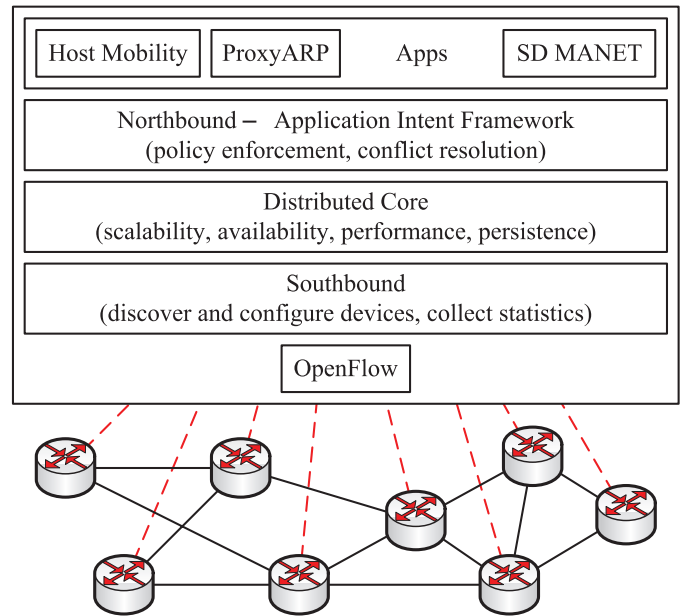 Host Mobility ProxyARP Apps SD MANET
Northbound – Application Intent Framework
(policy enforcement, conflict resolution)
Distributed Core
(scalability, availability, performance, persistence)
Southbound
(discover and configure devices, collect statistics)
OpenFlow